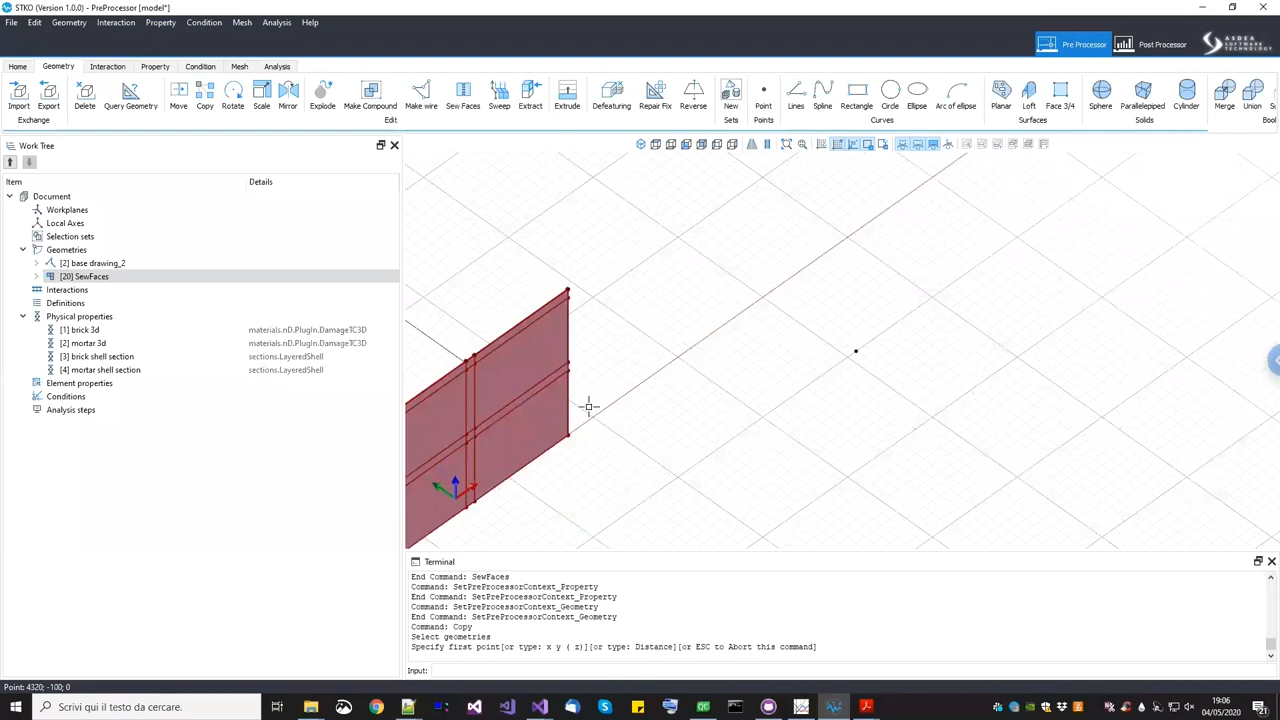 STKO (Version 1.0.0) - PreProcessor [model*]
File Edit Geometry Interaction Property Condition Mesh Analysis Help
Pre Processor Post Processor ASDEA SOFTWARE TECHNOLOGY
Home Geometry Interaction Property Condition Mesh Analysis
Import Export Delete Query Geometry Move Copy Rotate Scale Mirror Explode Make Compound Make wire Sew Faces Sweep Extract Extrude Defeaturing Repair Fix Reverse New Sets Point Lines Spline Rectangle Circle Ellipse Arc of ellipse Planar Loft Face 3/4 Sphere Parallelepiped Cylinder Merge Union
Exchange Edit Sets Points Curves Surfaces Solids
Work Tree
Item Details
Document
Workplanes
Local Axes
Selection sets
Geometries
[2] base drawing_2
[20] SewFaces
Interactions
Definitions
Physical properties
[1] brick 3d materials.nD.PlugIn.DamageTC3D
[2] mortar 3d materials.nD.PlugIn.DamageTC3D
[3] brick shell section sections.LayeredShell
[4] mortar shell section sections.LayeredShell
Element properties
Conditions
Analysis steps
Terminal
End Command: SewFaces
Command: SetPreProcessorContext_Property
End Command: SetPreProcessorContext_Property
Command: SetPreProcessorContext_Geometry
End Command: SetPreProcessorContext_Geometry
Command: Copy
Select geometries
Specify first point[or type: x y ( z)][or type: Distance][or ESC to Abort this command]
Input:
Point: 4320; -100; 0
Scrivi qui il testo da cercare.
19:06
04/05/2020